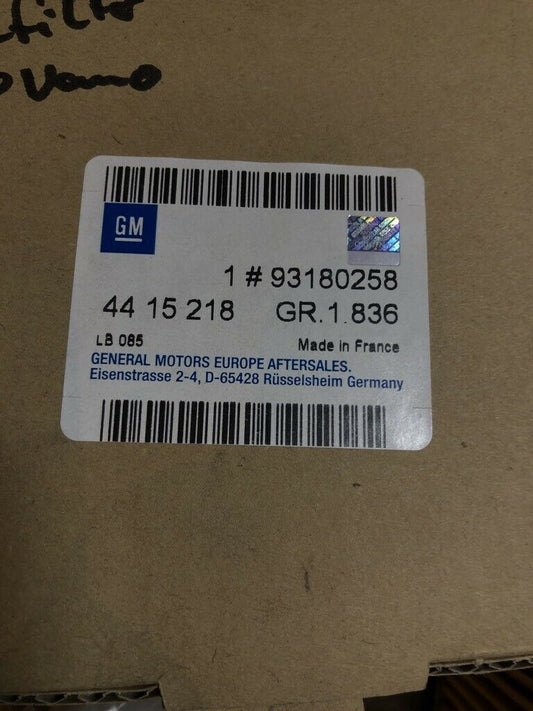 GM
1 # 93180258
44 15 218 GR.1.836
LB 085 Made in France
GENERAL MOTORS EUROPE AFTERSALES.
Eisenstrasse 2-4, D-65428 Rüsselsheim Germany